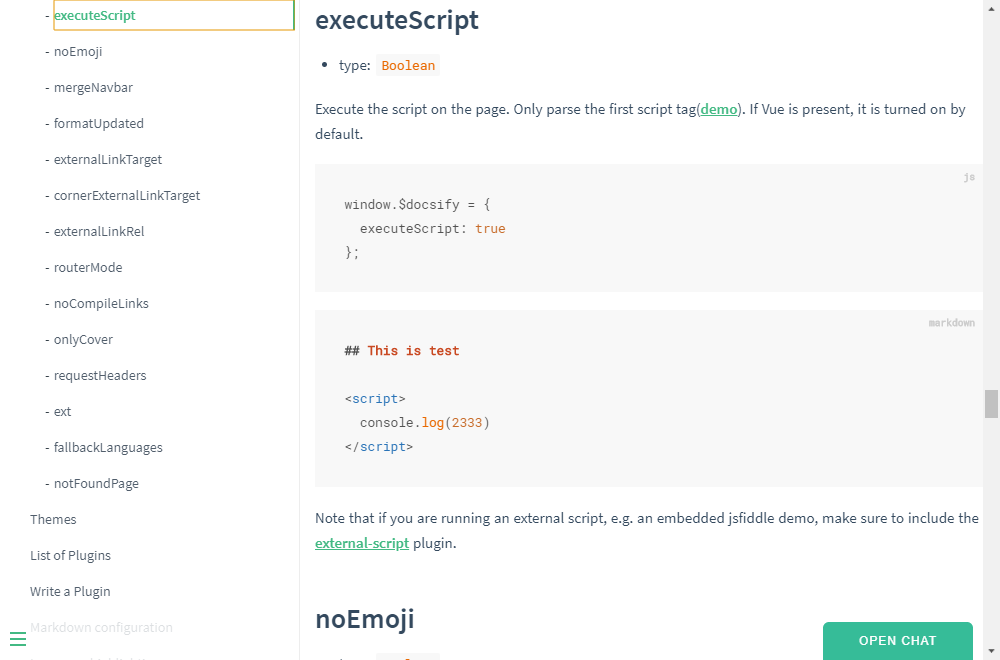 - executeScript
- noEmoji
- mergeNavbar
- formatUpdated
- externalLinkTarget
- cornerExternalLinkTarget
- externalLinkRel
- routerMode
- noCompileLinks
- onlyCover
- requestHeaders
- ext
- fallbackLanguages
- notFoundPage
Themes
List of Plugins
Write a Plugin
Markdown configuration
executeScript
• type: Boolean
Execute the script on the page. Only parse the first script tag(demo). If Vue is present, it is turned on by
default.
js
window.$docsify = {
  executeScript: true
};
markdown
## This is test
<script>
  console.log(2333)
</script>
Note that if you are running an external script, e.g. an embedded jsfiddle demo, make sure to include the
external-script plugin.
noEmoji
OPEN CHAT